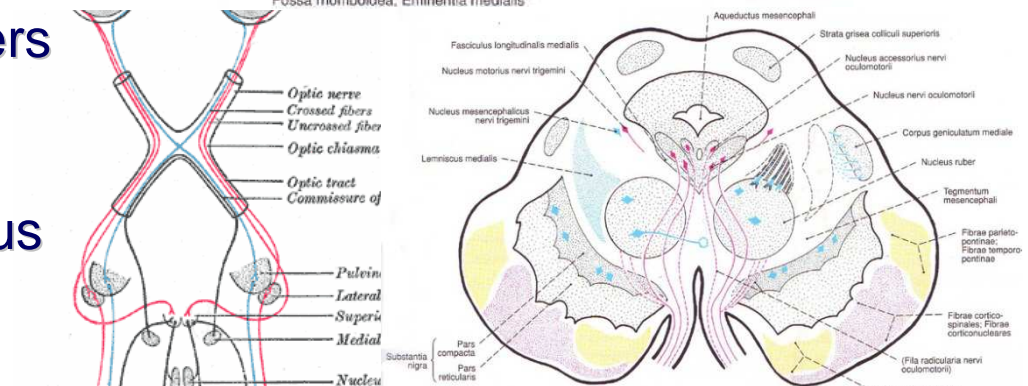 Fossa rhomboidea, Eminentia medialis
ers
us
Optic nerve
Crossed fibers
Uncrossed fiber
Optic chiasma
Optic tract
Commissure of
Pulvin
Lateral
Superi
Medial
Nucleu
Aqueductus mesencephali
Strata grisea colliculi superioris
Nucleus accessorius nervi
oculomotorii
Nucleus nervi oculomotorii
Corpus geniculatum mediale
Nucleus ruber
Tegmentum
mesencephali
Fibrae parieto-
pontinae;
Fibrae temporo-
pontinae
Fibrae cortico-
spinales; Fibrae
corticonucleares
(Fila radicularia nervi
oculomotorii)
Fasciculus longitudinalis medialis
Nucleus motorius nervi trigemini
Nucleus mesencephalicus
nervi trigemini
Lemniscus medialis
Substantia
nigra
Pars
compacta
Pars
reticularis